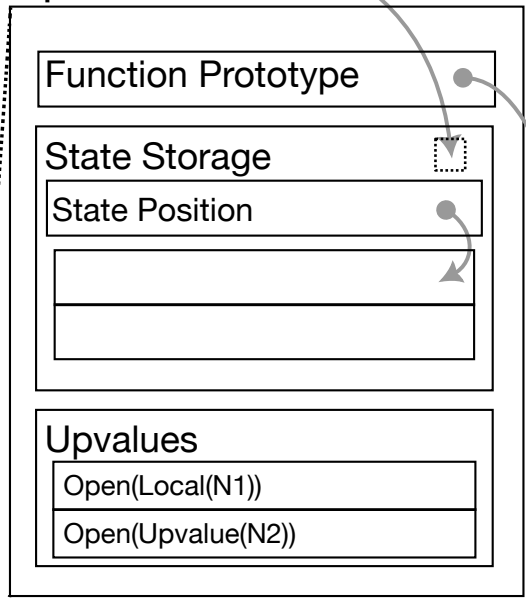 Function Prototype
State Storage
State Position
Upvalues
Open(Local(N1))
Open(Upvalue(N2))